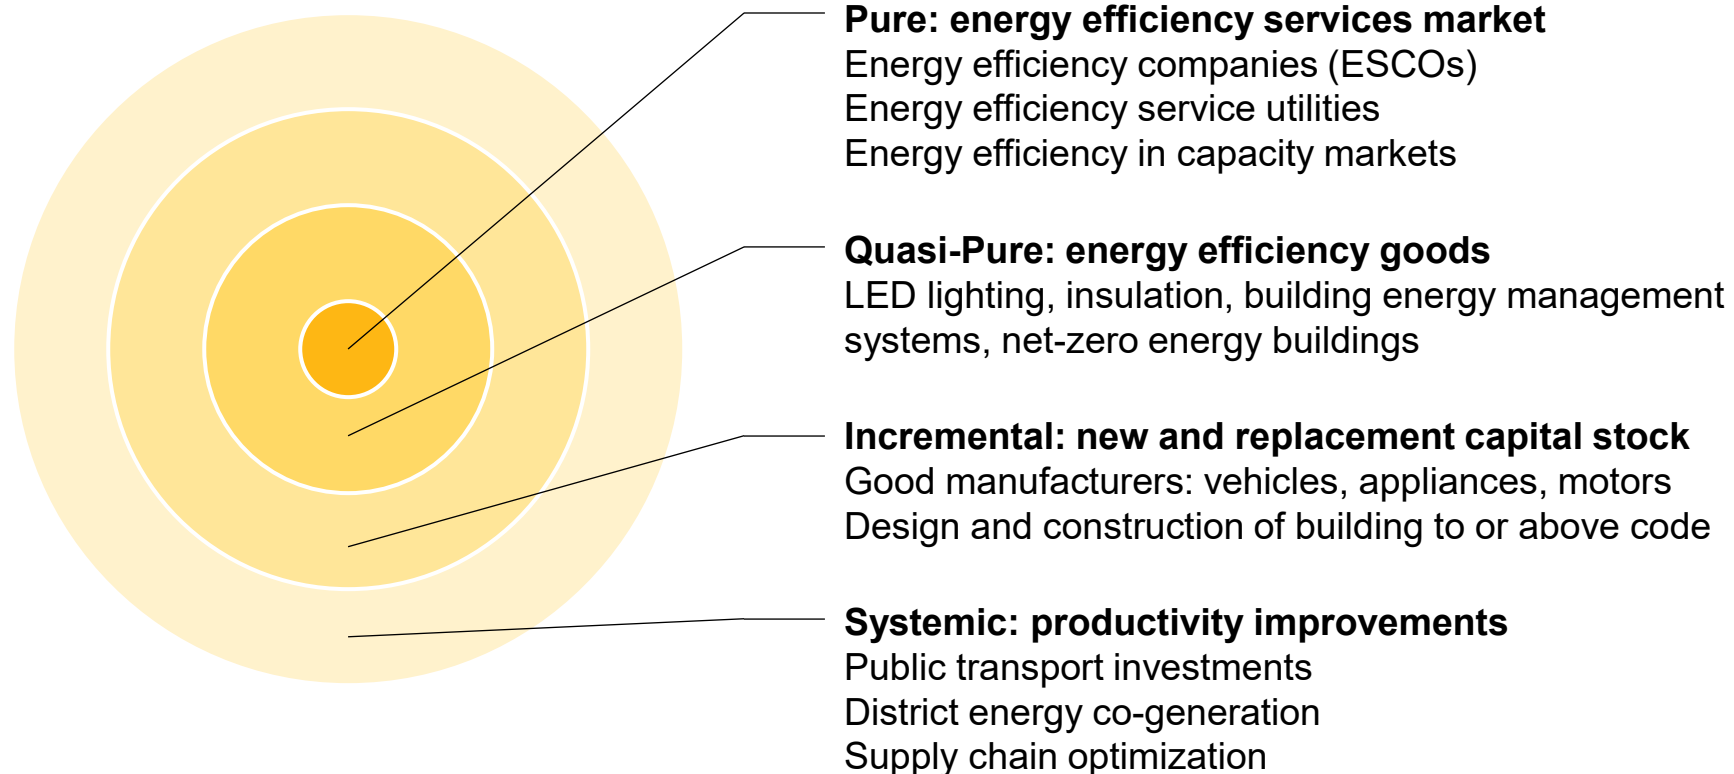 Pure: energy efficiency services market
Energy efficiency companies (ESCOs)
Energy efficiency service utilities
Energy efficiency in capacity markets
Quasi-Pure: energy efficiency goods
LED lighting, insulation, building energy management
systems, net-zero energy buildings
Incremental: new and replacement capital stock
Good manufacturers: vehicles, appliances, motors
Design and construction of building to or above code
Systemic: productivity improvements
Public transport investments
District energy co-generation
Supply chain optimization